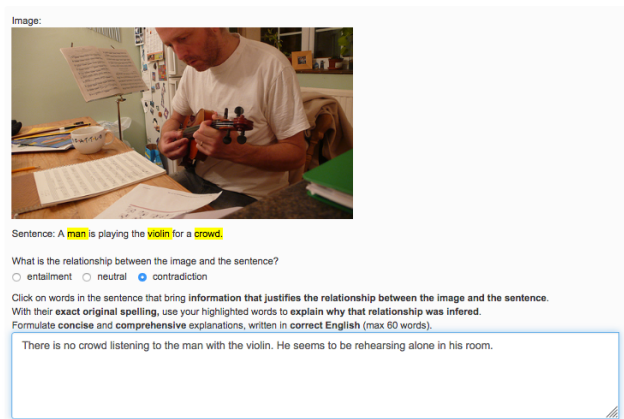 Image:
Sentence: A man is playing the violin for a crowd.
What is the relationship between the image and the sentence?
entailment neutral contradiction
Click on words in the sentence that bring information that justifies the relationship between the image and the sentence.
With their exact original spelling, use your highlighted words to explain why that relationship was infered.
Formulate concise and comprehensive explanations, written in correct English (max 60 words).
There is no crowd listening to the man with the violin. He seems to be rehearsing alone in his room.